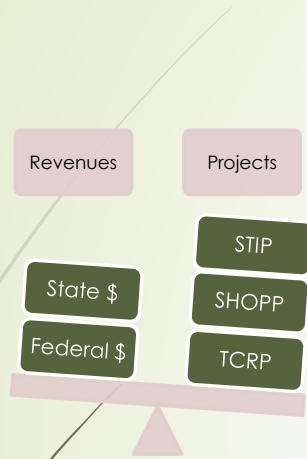 Revenues
Projects
State $
Federal $
STIP
SHOPP
TCRP